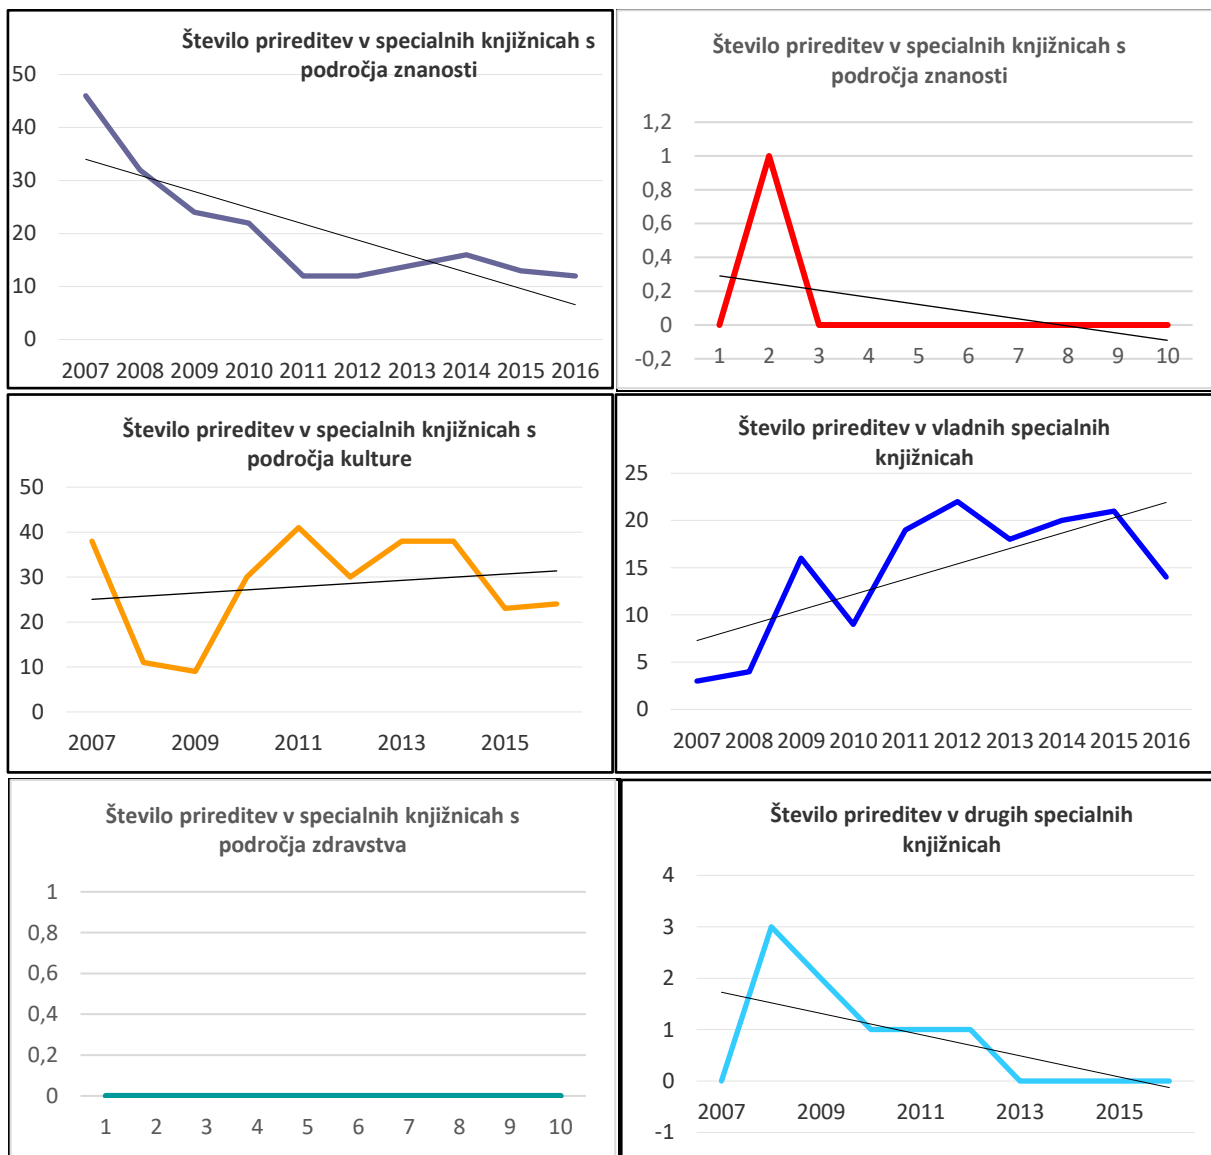 Število prireditev v specialnih knjižnicah s
področja znanosti
50
40
30
20
10
0
2007 2008 2009 2010 2011 2012 2013 2014 2015 2016
Število prireditev v specialnih knjižnicah s
področja znanosti
1,2
1
0,8
0,6
0,4
0,2
0
-0,2
1 2 3 4 5 6 7 8 9 10
Število prireditev v specialnih knjižnicah s
področja kulture
50
40
30
20
10
0
2007 2009 2011 2013 2015
Število prireditev v vladnih specialnih
knjižnicah
25
20
15
10
5
0
2007 2008 2009 2010 2011 2012 2013 2014 2015 2016
Število prireditev v specialnih knjižnicah s
področja zdravstva
1
0,8
0,6
0,4
0,2
0
1 2 3 4 5 6 7 8 9 10
Število prireditev v drugih specialnih
knjižnicah
4
3
2
1
0
-1
2007 2009 2011 2013 2015